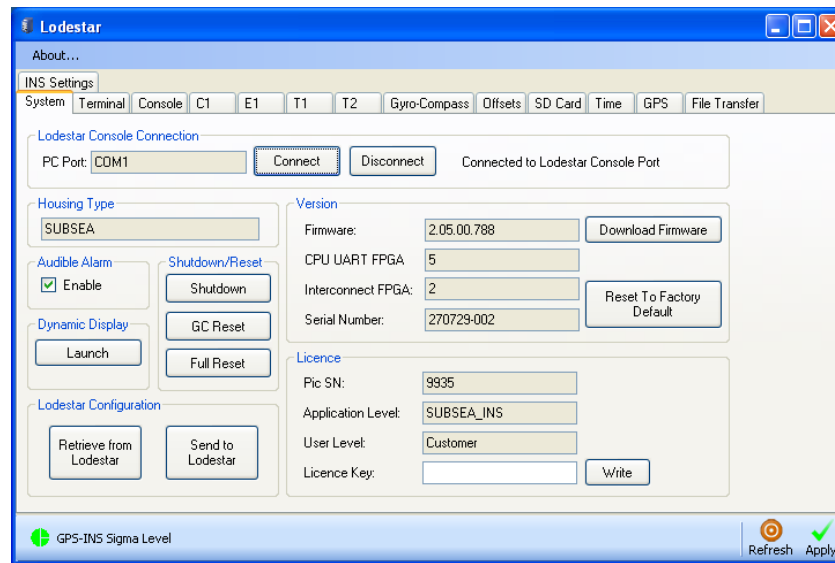 Lodestar
About...
INS Settings
System Terminal Console C1 E1 T1 T2 Gyro-Compass Offsets SD Card Time GPS File Transfer
Lodestar Console Connection
PC Port: COM1 Connect Disconnect Connected to Lodestar Console Port
Housing Type
SUBSEA
Audible Alarm
Enable
Dynamic Display
Launch
Shutdown/Reset
Shutdown
GC Reset
Full Reset
Lodestar Configuration
Retrieve from
Lodestar
Send to
Lodestar
Version
Firmware: 2.05.00.788 Download Firmware
CPU UART FPGA 5
Interconnect FPGA: 2
Reset To Factory
Default
Serial Number: 270729-002
Licence
Pic SN: 9935
Application Level: SUBSEA_INS
User Level: Customer
Licence Key: Write
GPS-INS Sigma Level
Refresh Apply